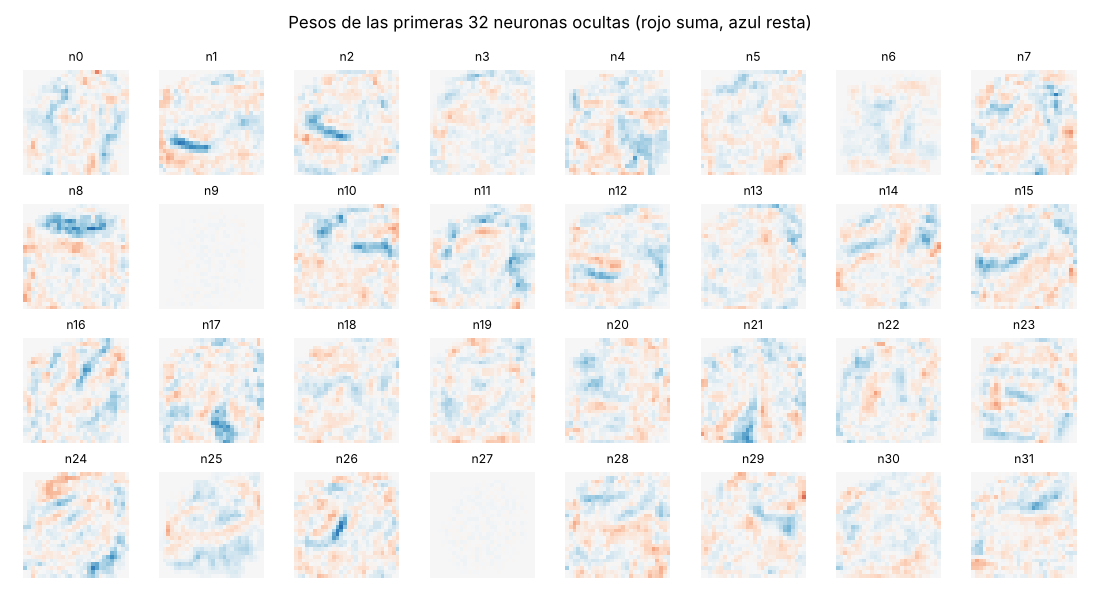 Pesos de las primeras 32 neuronas ocultas (rojo suma, azul resta)
n0 n1 n2 n3 n4 n5 n6 n7
n8 n9 n10 n11 n12 n13 n14 n15
n16 n17 n18 n19 n20 n21 n22 n23
n24 n25 n26 n27 n28 n29 n30 n31